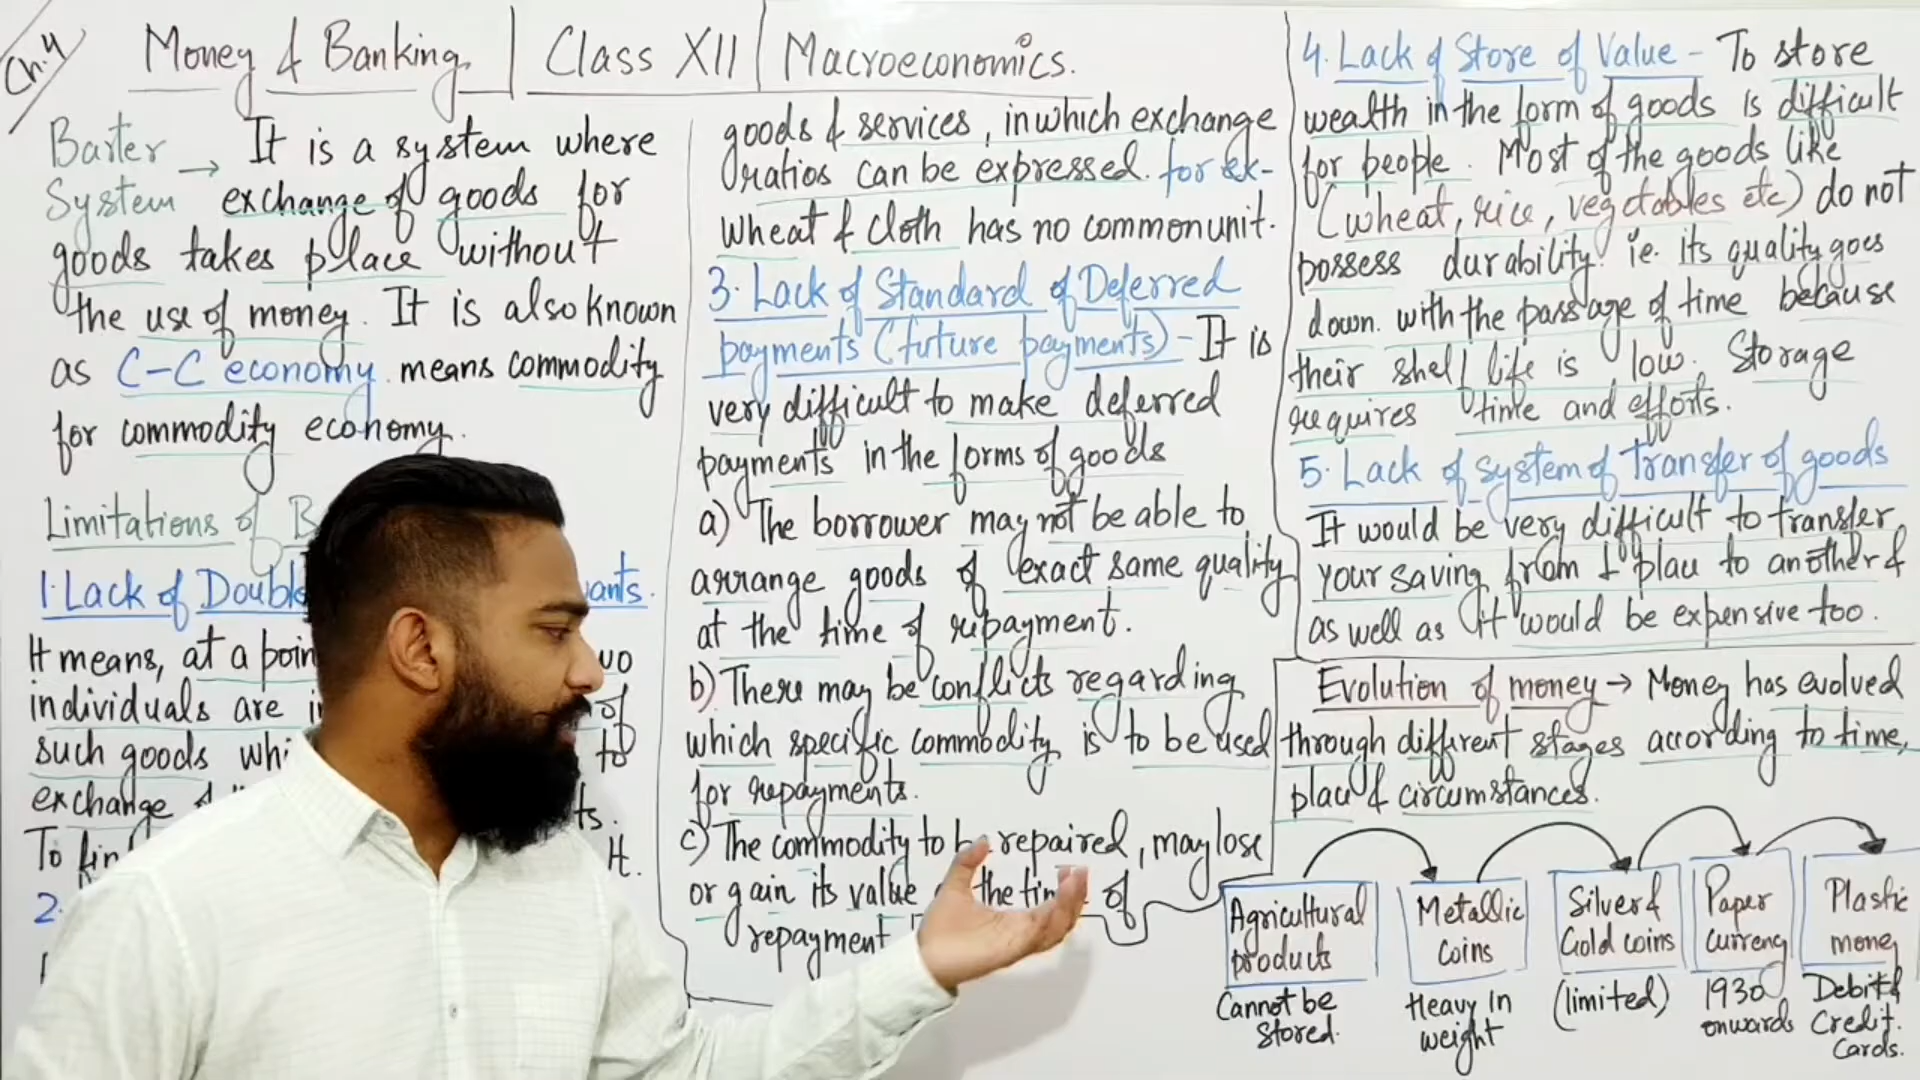 Ch.4
Money & Banking | Class XII | Macroeconomics.
Barter System → It is a system where
exchange of goods for
goods takes place without
the use of money. It is also known
as C-C economy means commodity
for commodity economy.
Limitations of B
1. Lack of Double ants.
It means, at a poin uo
individuals are i of
such goods whi to
exchange ts.
To fin H.
2.
goods & services, in which exchange
ratios can be expressed. for ex-
wheat & cloth has no common unit.
3. Lack of Standard of Deferred
payments (future payments) - It is
very difficult to make deferred
payments in the forms of goods
a) The borrower may not be able to
arrange goods of exact same quality
at the time of repayment.
b) There may be conflicts regarding
which specific commodity is to be used
for repayments.
c) The commodity to b repaired, may lose
or gain its value the tim of
repayment
4. Lack of Store of Value - To store
wealth in the form of goods is difficult
for people. Most of the goods like
(wheat, rice, vegetables etc) do not
possess durability. ie. its quality goes
down. with the passage of time because
their shelf life is low. Storage
requires time and efforts.
5. Lack of system of transfer of goods
It would be very difficult to transfer
your saving from 1 place to another &
as well as it would be expensive too.
Evolution of money → Money has evolved
through different stages according to time,
place & circumstances.
Agricultural
products
Cannot be
Stored.
Metallic
Coins
Heavy in
weight
Silver &
Gold coins
(limited)
Paper
Currency
1930
onwards
Plastic
money
Debit &
Credit.
Cards.